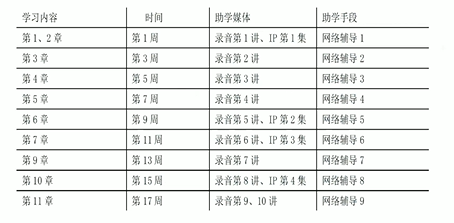 学习内容 时间 助学媒体 助学手段
第1、2章 第1周 录音第1讲、IP第1集 网络辅导1
第3章 第3周 录音第2讲 网络辅导2
第4章 第5周 录音第3讲 网络辅导3
第5章 第7周 录音第4讲 网络辅导4
第6章 第9周 录音第5讲、IP第2集 网络辅导5
第7章 第11周 录音第6讲、IP第3集 网络辅导6
第9章 第13周 录音第7讲 网络辅导7
第10章 第15周 录音第8讲、IP第4集 网络辅导8
第11章 第17周 录音第9、10讲 网络辅导9